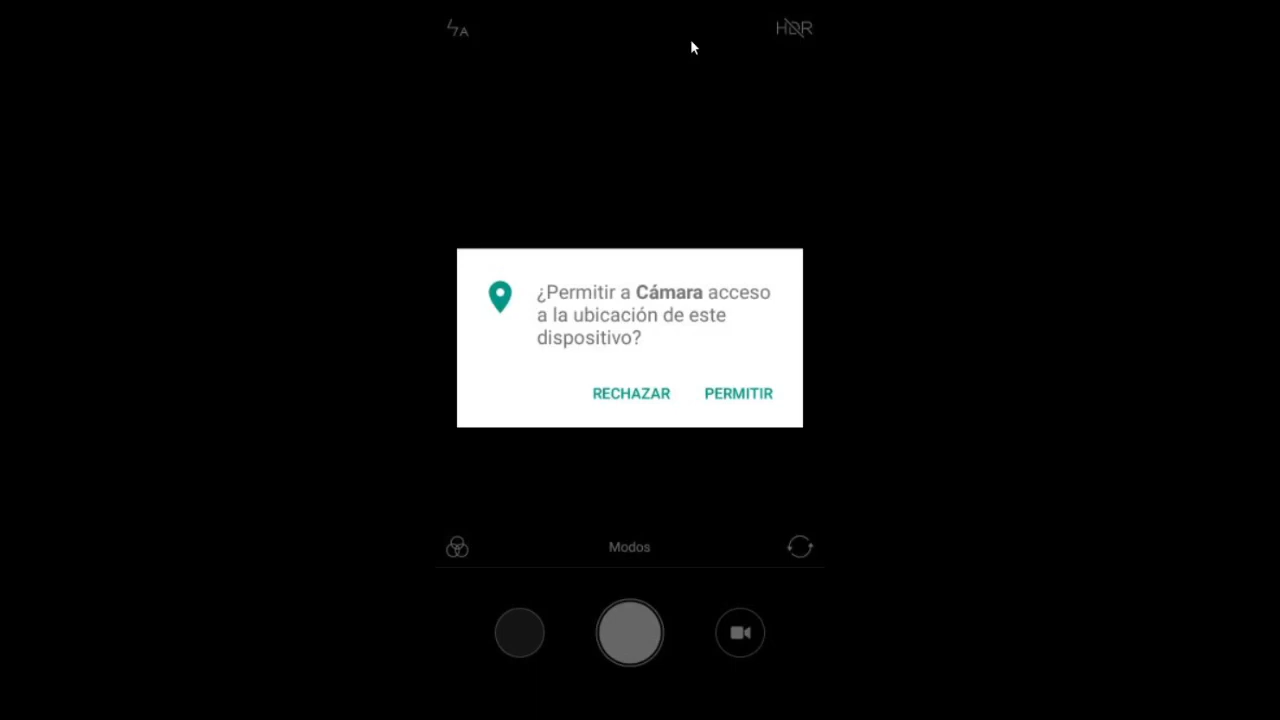 A
HDR
¿Permitir a Cámara acceso
a la ubicación de este
dispositivo?
RECHAZAR PERMITIR
Modos